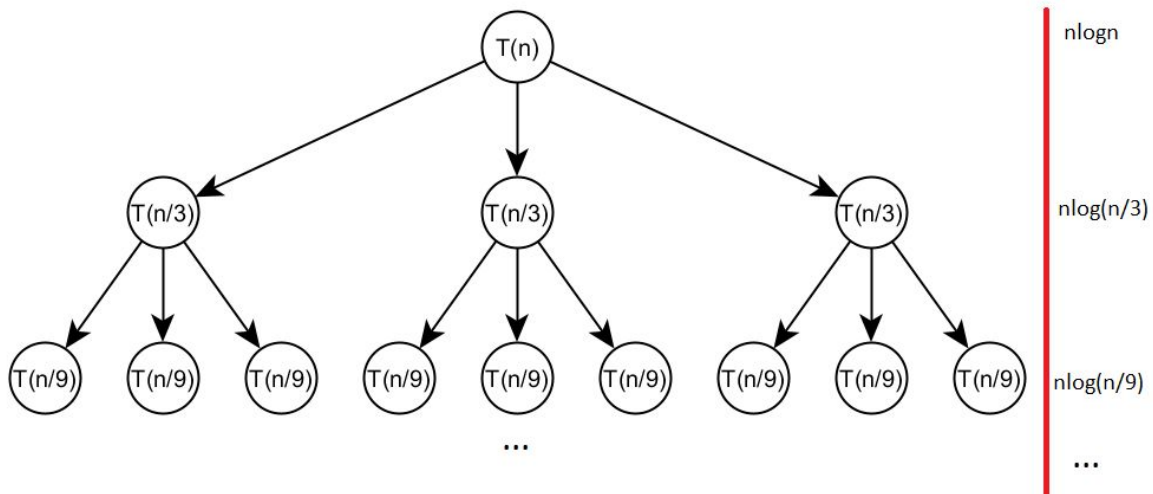 T(n) nlogn
T(n/3) T(n/3) T(n/3) nlog(n/3)
T(n/9) T(n/9) T(n/9) T(n/9) T(n/9) T(n/9) T(n/9) T(n/9) T(n/9) nlog(n/9)
... ...